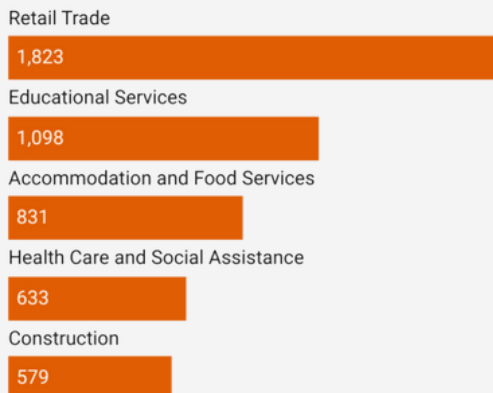 Retail Trade
1,823
Educational Services
1,098
Accommodation and Food Services
831
Health Care and Social Assistance
633
Construction
579